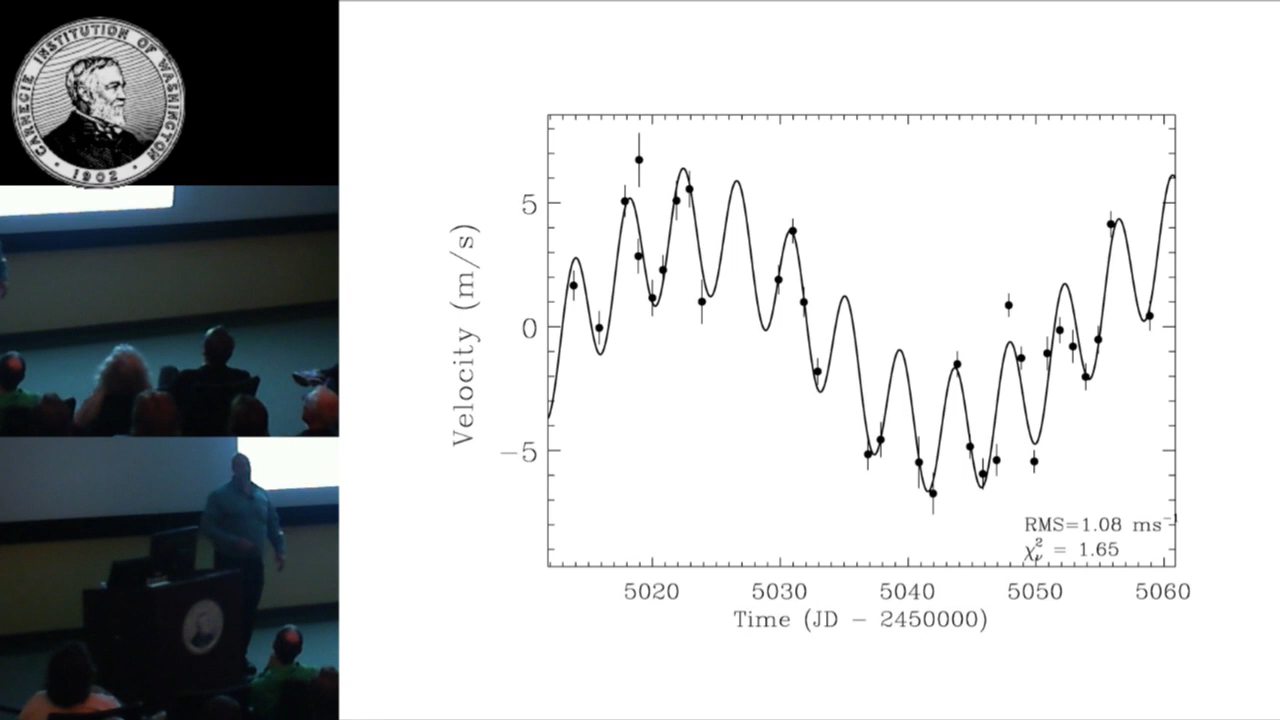 CARNEGIE INSTITUTION OF WASHINGTON
• 1902 •
Velocity (m/s)
5
0
−5
RMS=1.08 ms⁻¹
χ²ᵥ = 1.65
5020 5030 5040 5050 5060
Time (JD − 2450000)